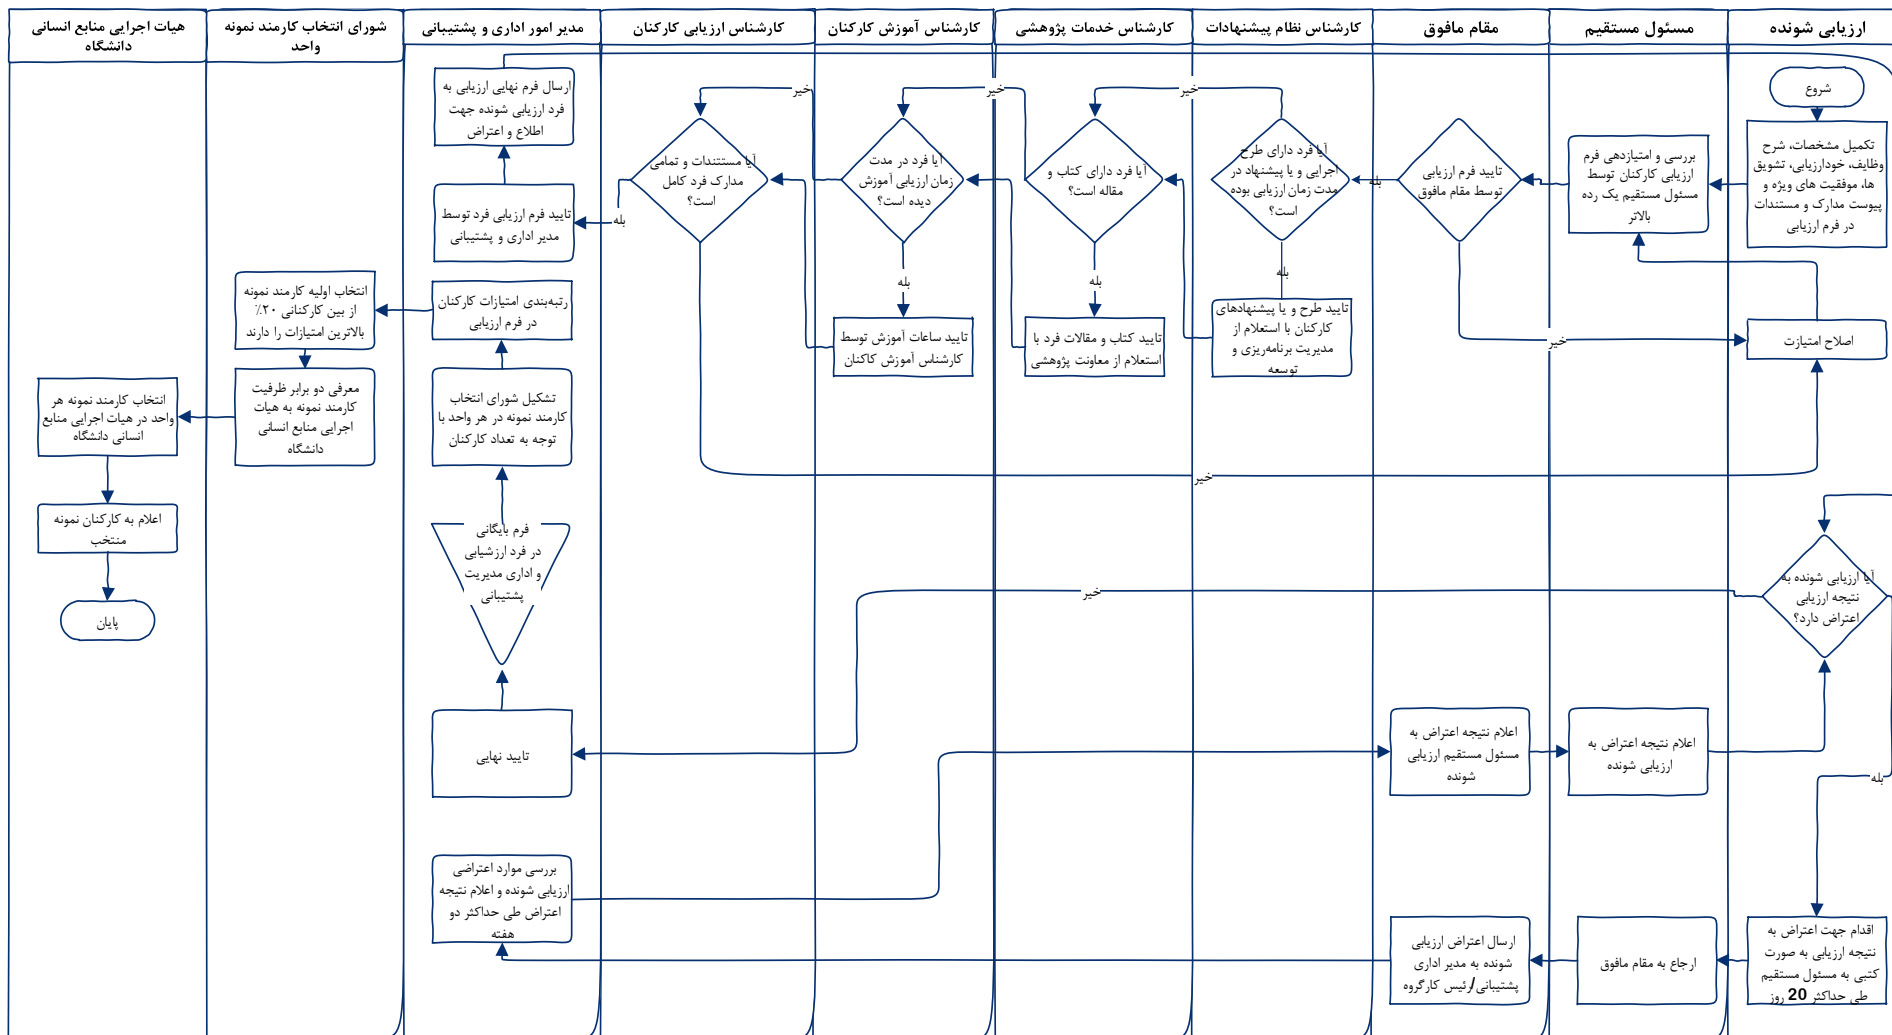 ارزیابی شونده
مسئول مستقیم
مقام مافوق
کارشناس نظام پیشنهادات
کارشناس خدمات پژوهشی
کارشناس آموزش کارکنان
کارشناس ارزیابی کارکنان
مدیر امور اداری و پشتیبانی
شورای انتخاب کارمند نمونه
واحد
هیات اجرایی منابع انسانی
دانشگاه
شروع
تکمیل مشخصات، شرح
وظایف، خودارزیابی، تشویق
ها، موفقیت های ویژه و
پیوست مدارک و مستندات
در فرم ارزیابی
بررسی و امتیازدهی فرم
ارزیابی کارکنان توسط
مسئول مستقیم یک رده
بالاتر
تایید فرم ارزیابی
توسط مقام مافوق
بله
خیر
اصلاح امتیازت
آیا فرد دارای طرح
اجرایی و یا پیشنهاد در
مدت زمان ارزیابی بوده
است؟
خیر
بله
تایید طرح و یا پیشنهادهای
کارکنان با استعلام از
مدیریت برنامه‌ریزی و
توسعه
آیا فرد دارای کتاب و
مقاله است؟
خیر
بله
تایید کتاب و مقالات فرد با
استعلام از معاونت پژوهشی
آیا فرد در مدت
زمان ارزیابی آموزش
دیده است؟
خیر
بله
تایید ساعات آموزش توسط
کارشناس آموزش کاکنان
آیا مستندات و تمامی
مدارک فرد کامل
است؟
بله
خیر
تایید فرم ارزیابی فرد توسط
مدیر اداری و پشتیبانی
ارسال فرم نهایی ارزیابی به
فرد ارزیابی شونده جهت
اطلاع و اعتراض
آیا ارزیابی شونده به
نتیجه ارزیابی
اعتراض دارد؟
خیر
بله
اقدام جهت اعتراض به
نتیجه ارزیابی به صورت
کتبی به مسئول مستقیم
طی حداکثر 20 روز
ارجاع به مقام مافوق
ارسال اعتراض ارزیابی
شونده به مدیر اداری
پشتیبانی/رئیس کارگروه
بررسی موارد اعتراضی
ارزیابی شونده و اعلام نتیجه
اعتراض طی حداکثر دو
هفته
اعلام نتیجه اعتراض به
مسئول مستقیم ارزیابی
شونده
اعلام نتیجه اعتراض به
ارزیابی شونده
تایید نهایی
فرم بایگانی
در فرد ارزشیابی
و اداری مدیریت
پشتیبانی
تشکیل شورای انتخاب
کارمند نمونه در هر واحد با
توجه به تعداد کارکنان
رتبه‌بندی امتیازات کارکنان
در فرم ارزیابی
انتخاب اولیه کارمند نمونه
از بین کارکنانی ۲۰٪
بالاترین امتیازات را دارند
معرفی دو برابر ظرفیت
کارمند نمونه به هیات
اجرایی منابع انسانی
دانشگاه
انتخاب کارمند نمونه هر
واحد در هیات اجرایی منابع
انسانی دانشگاه
اعلام به کارکنان نمونه
منتخب
پایان